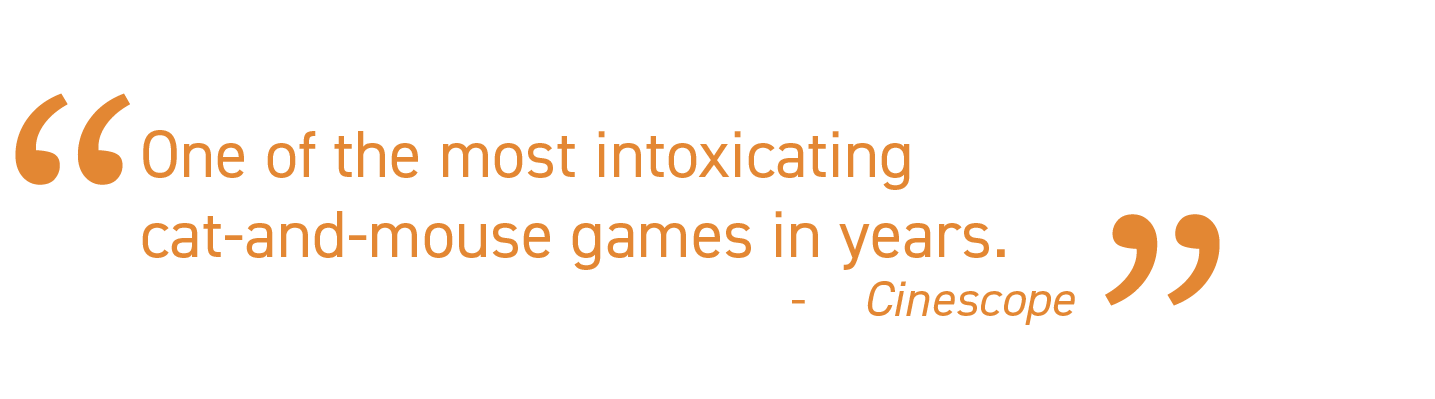 “One of the most intoxicating
cat-and-mouse games in years.”
- Cinescope